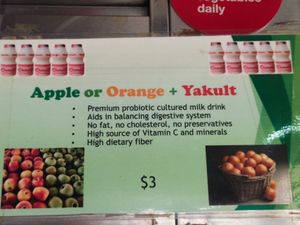 vegetables
daily
Apple or Orange + Yakult
• Premium probiotic cultured milk drink
• Aids in balancing digestive system
• No fat, no cholesterol, no preservatives
• High source of Vitamin C and minerals
• High dietary fiber
$3